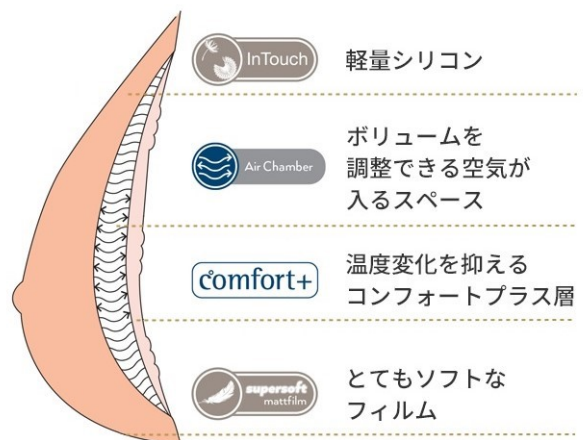 InTouch
軽量シリコン
Air Chamber
ボリュームを
調整できる空気が
入るスペース
comfort+
温度変化を抑える
コンフォートプラス層
supersoft
mattfilm
とてもソフトな
フィルム